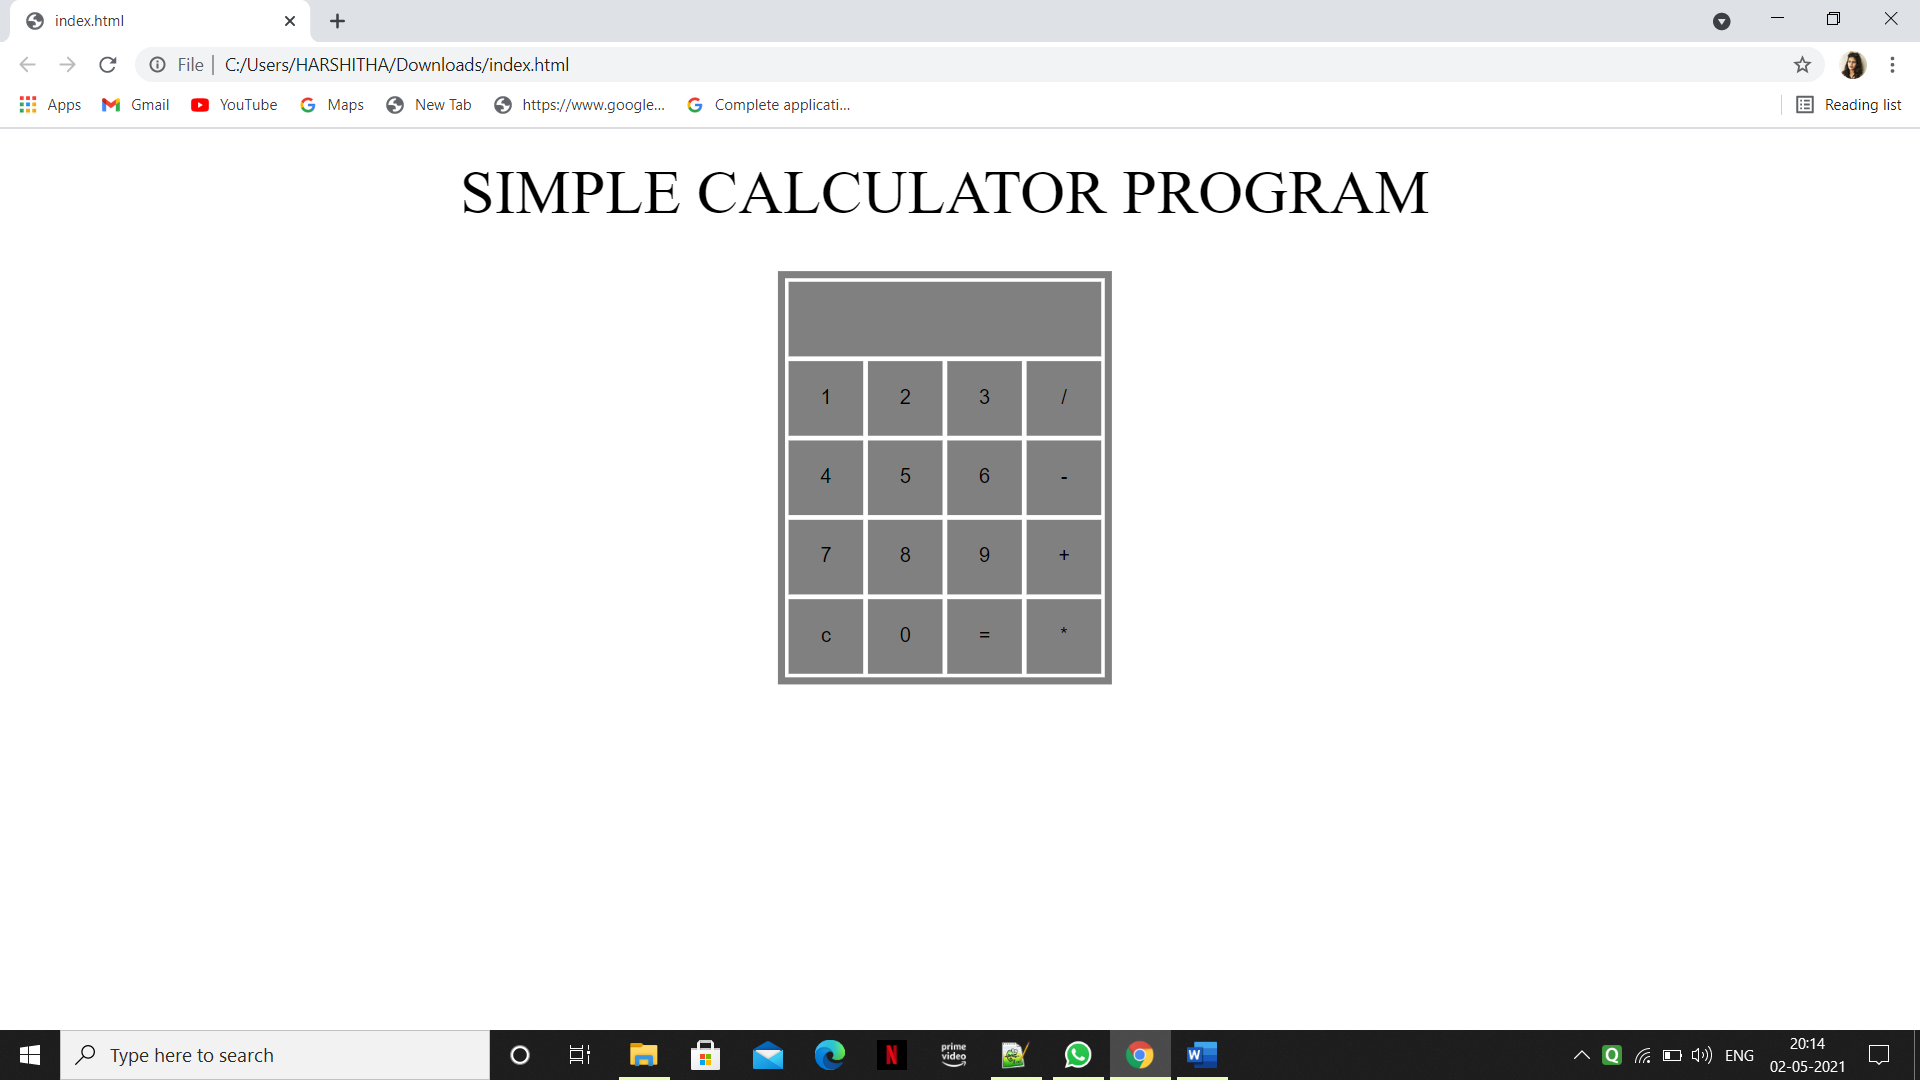 index.html
File | C:/Users/HARSHITHA/Downloads/index.html
Apps Gmail YouTube Maps New Tab https://www.google... Complete applicati... Reading list
SIMPLE CALCULATOR PROGRAM
1 2 3 /
4 5 6 -
7 8 9 +
c 0 = *
Type here to search
prime video
ENG
20:14
02-05-2021